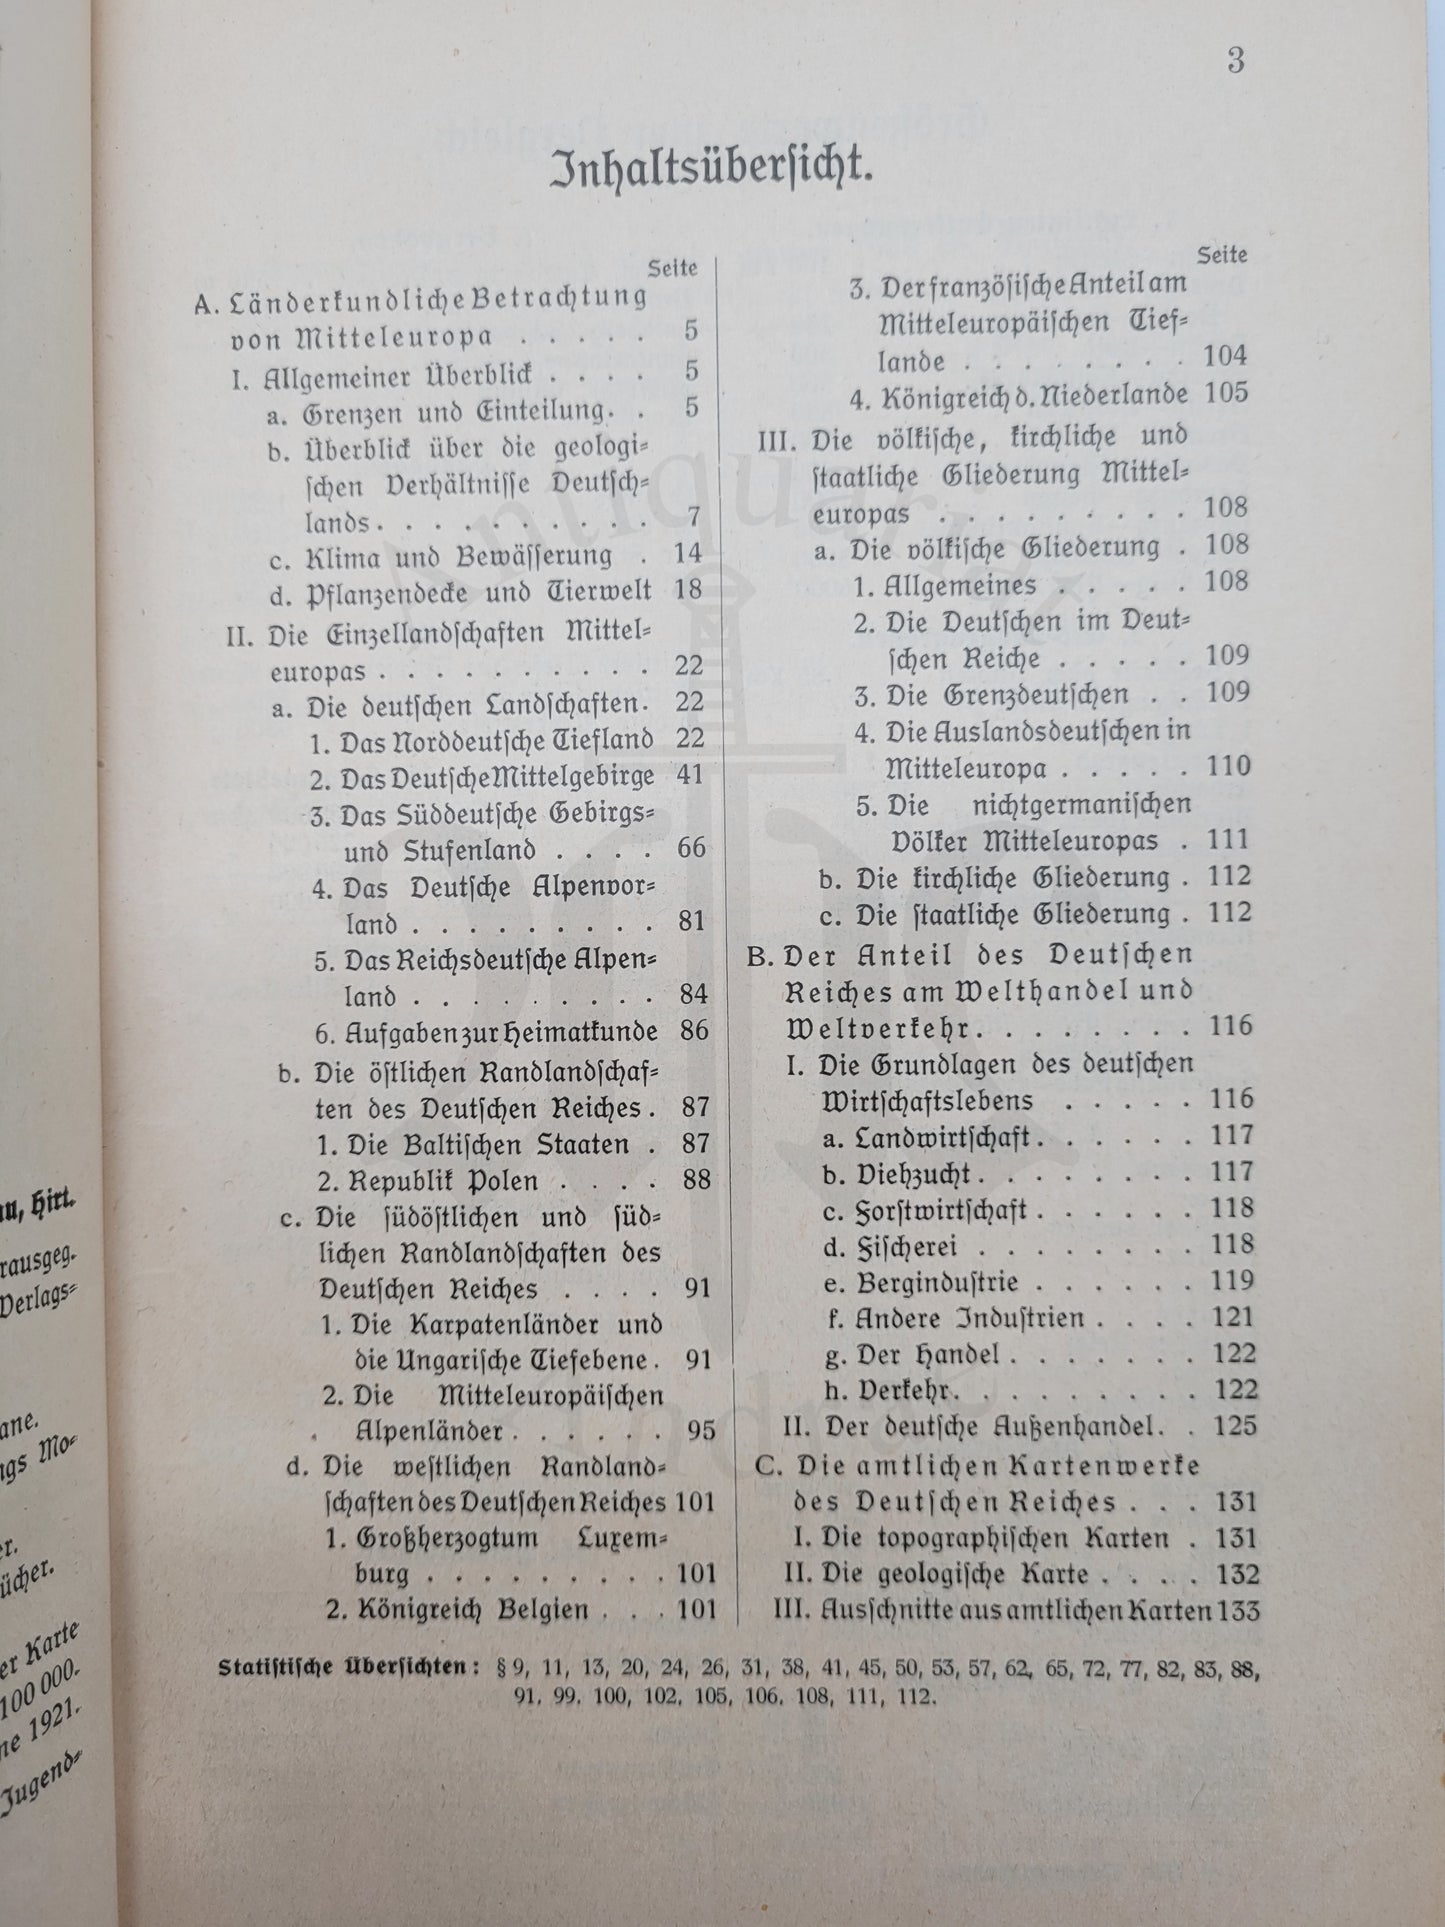 3
Inhaltsübersicht.
Seite
A. Länderkundliche Betrachtung
von Mitteleuropa . . . . . 5
I. Allgemeiner Überblick . . . . 5
a. Grenzen und Einteilung. . 5
b. Überblick über die geologi-
schen Verhältnisse Deutsch-
lands. . . . . . . . . . 7
c. Klima und Bewässerung . 14
d. Pflanzendecke und Tierwelt 18
II. Die Einzellandschaften Mittel-
europas . . . . . . . . . . 22
a. Die deutschen Landschaften. 22
1. Das Norddeutsche Tiefland 22
2. Das Deutsche Mittelgebirge 41
3. Das Süddeutsche Gebirgs-
und Stufenland . . . . 66
4. Das Deutsche Alpenvor-
land . . . . . . . . . 81
5. Das Reichsdeutsche Alpen-
land . . . . . . . . . 84
6. Aufgaben zur Heimatkunde 86
b. Die östlichen Randlandschaf-
ten des Deutschen Reiches . 87
1. Die Baltischen Staaten . 87
2. Republik Polen . . . . 88
c. Die südöstlichen und süd-
lichen Randlandschaften des
Deutschen Reiches . . . . 91
1. Die Karpatenländer und
die Ungarische Tiefebene . 91
2. Die Mitteleuropäischen
Alpenländer . . . . . . 95
d. Die westlichen Randland-
schaften des Deutschen Reiches 101
1. Großherzogtum Luxem-
burg . . . . . . . . . 101
2. Königreich Belgien . . . 101
Seite
3. Der französische Anteil am
Mitteleuropäischen Tief-
lande . . . . . . . . 104
4. Königreich d. Niederlande 105
III. Die völkische, kirchliche und
staatliche Gliederung Mittel-
europas . . . . . . . . . 108
a. Die völkische Gliederung . 108
1. Allgemeines . . . . . 108
2. Die Deutschen im Deut-
schen Reiche . . . . . 109
3. Die Grenzdeutschen . . 109
4. Die Auslandsdeutschen in
Mitteleuropa . . . . . 110
5. Die nichtgermanischen
Völker Mitteleuropas . 111
b. Die kirchliche Gliederung . 112
c. Die staatliche Gliederung . 112
B. Der Anteil des Deutschen
Reiches am Welthandel und
Weltverkehr. . . . . . . . 116
I. Die Grundlagen des deutschen
Wirtschaftslebens . . . . . 116
a. Landwirtschaft. . . . . . 117
b. Viehzucht. . . . . . . . 117
c. Forstwirtschaft . . . . . . 118
d. Fischerei . . . . . . . . 118
e. Bergindustrie . . . . . . 119
f. Andere Industrien . . . . 121
g. Der Handel . . . . . . . 122
h. Verkehr. . . . . . . . . 122
II. Der deutsche Außenhandel. . 125
C. Die amtlichen Kartenwerke
des Deutschen Reiches . . . 131
I. Die topographischen Karten . 131
II. Die geologische Karte . . . . 132
III. Ausschnitte aus amtlichen Karten 133
Statistische Übersichten: § 9, 11, 13, 20, 24, 26, 31, 38, 41, 45, 50, 53, 57, 62, 65, 72, 77, 82, 83, 88,
91, 99, 100, 102, 105, 106, 108, 111, 112.
Hirt.
rausgeg.
Verlags-
ane.
ngs Mo-
ücher.
er Karte
100 000.
ne 1921.
Jugend-